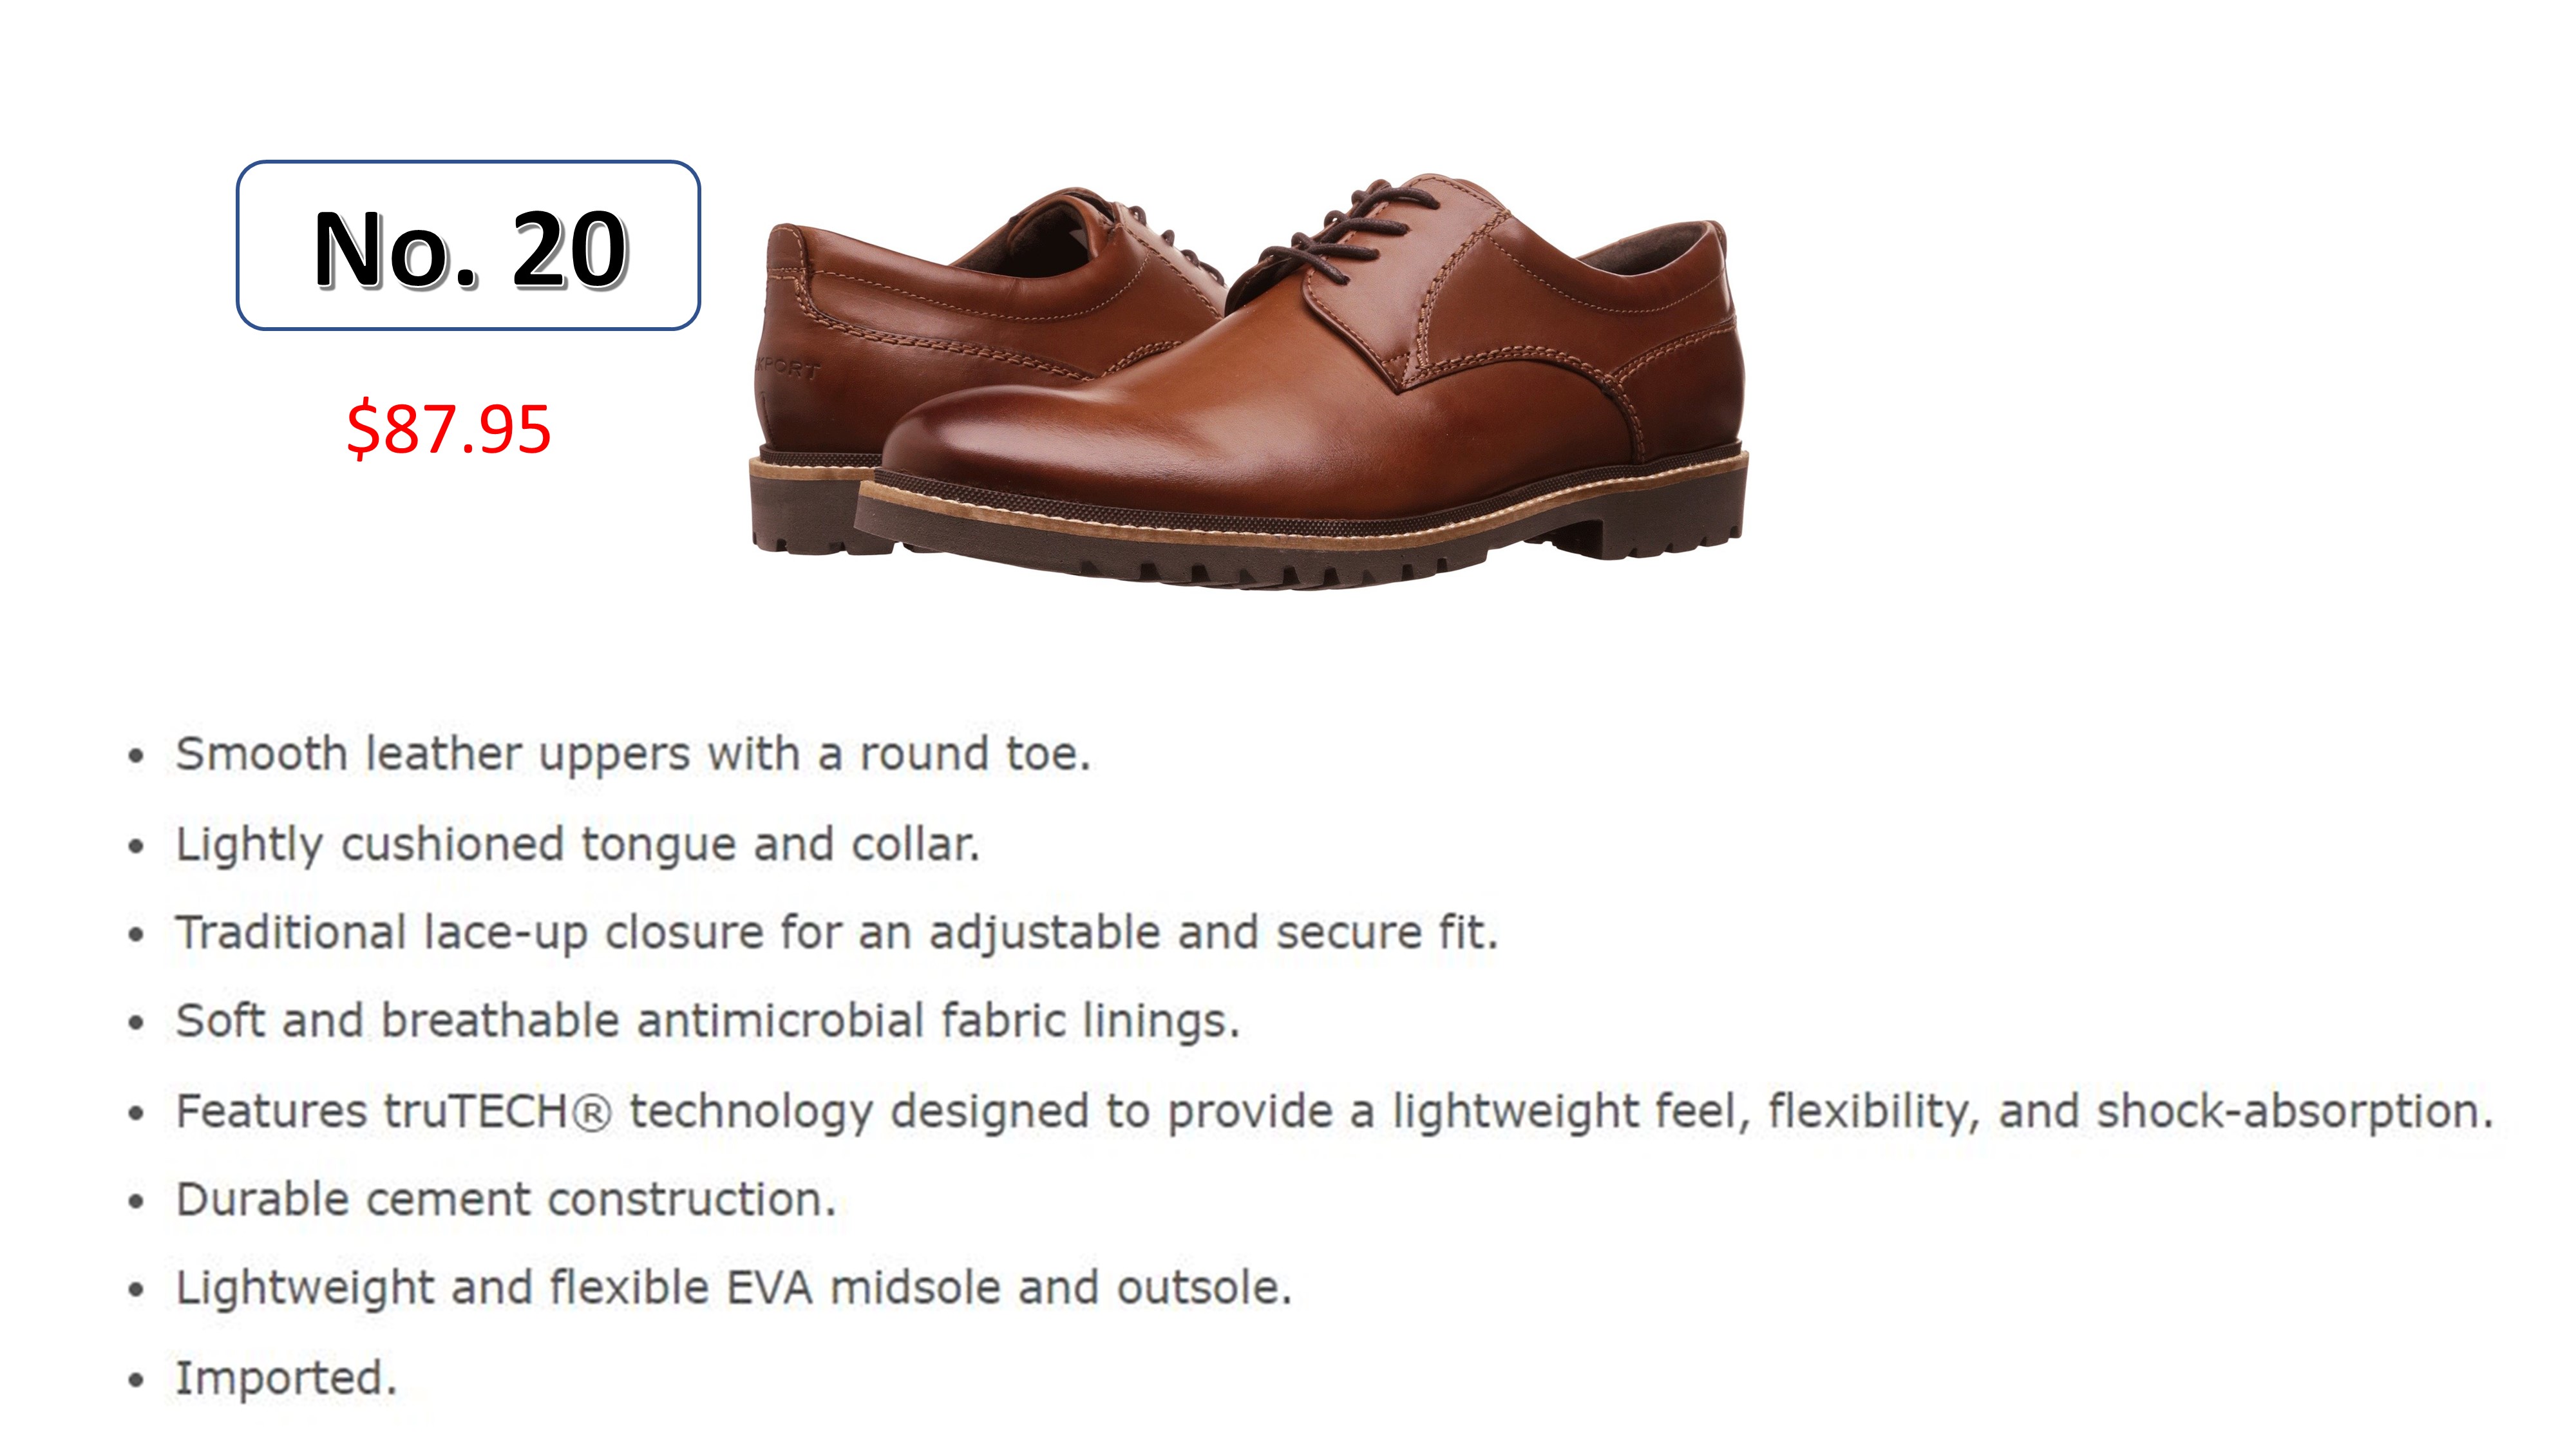 No. 20
$87.95
KPORT
• Smooth leather uppers with a round toe.
• Lightly cushioned tongue and collar.
• Traditional lace-up closure for an adjustable and secure fit.
• Soft and breathable antimicrobial fabric linings.
• Features truTECH® technology designed to provide a lightweight feel, flexibility, and shock-absorption.
• Durable cement construction.
• Lightweight and flexible EVA midsole and outsole.
• Imported.